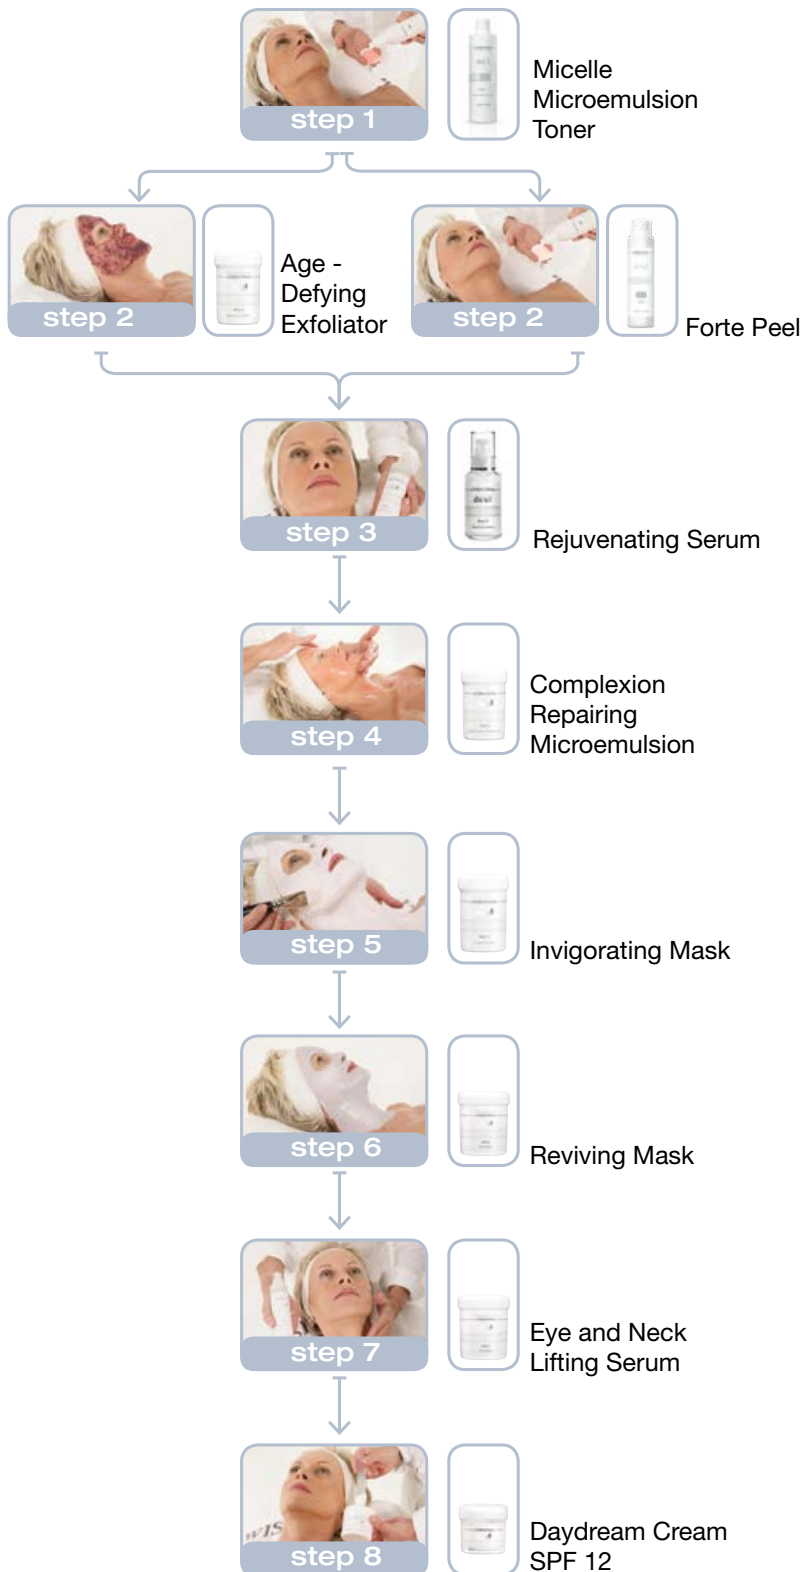 Micelle
Microemulsion
Toner
step 1
Age -
Defying
Exfoliator
step 2
step 2
Forte Peel
step 3
Rejuvenating Serum
Complexion
Repairing
Microemulsion
step 4
step 5
Invigorating Mask
step 6
Reviving Mask
Eye and Neck
Lifting Serum
step 7
Daydream Cream
SPF 12
step 8